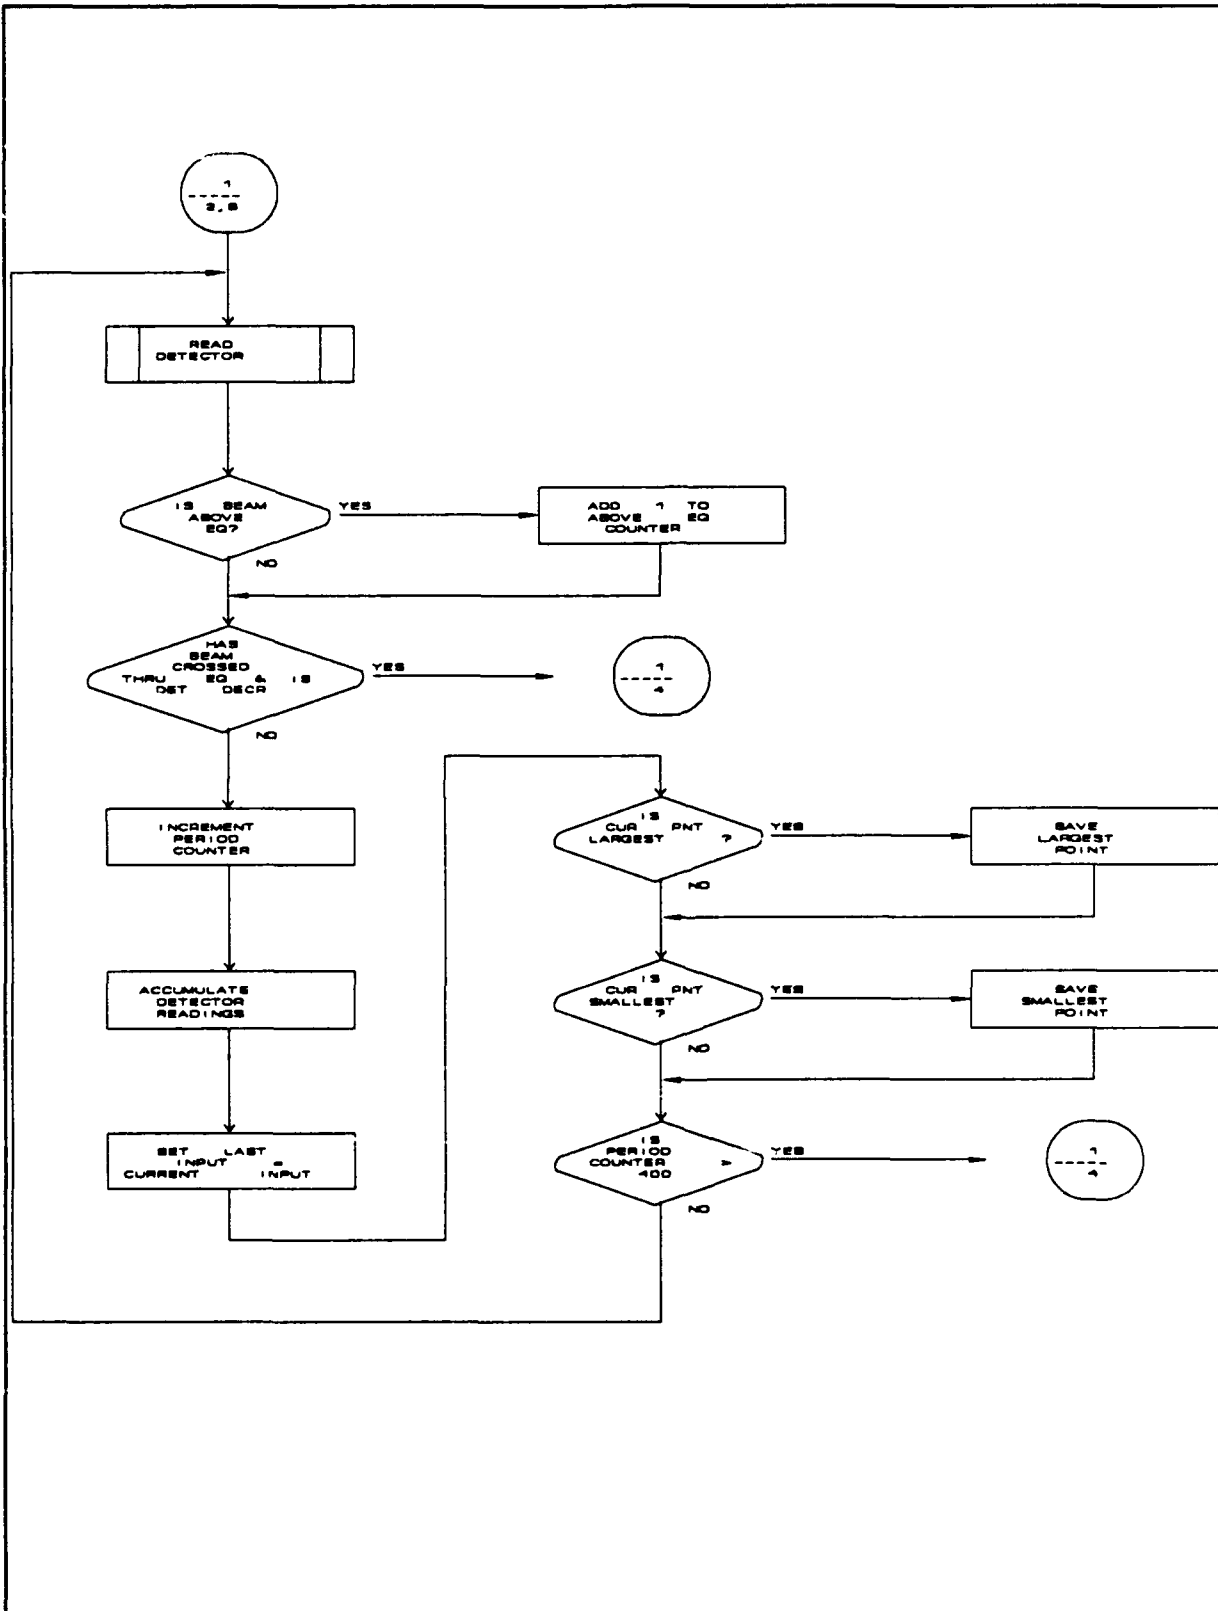 1
2,8
READ
DETECTOR
IS BEAM
ABOVE
EQ?
YES
NO
ADD 1 TO
ABOVE EQ
COUNTER
HAS
BEAM
CROSSED
THRU EQ & IS
DET DECR
YES
NO
1
4
INCREMENT
PERIOD
COUNTER
ACCUMULATE
DETECTOR
READINGS
SET LAST
INPUT =
CURRENT INPUT
IS
CUR PNT
LARGEST ?
YES
NO
SAVE
LARGEST
POINT
IS
CUR PNT
SMALLEST
?
YES
NO
SAVE
SMALLEST
POINT
IS
PERIOD
COUNTER >
400
YES
NO
1
4